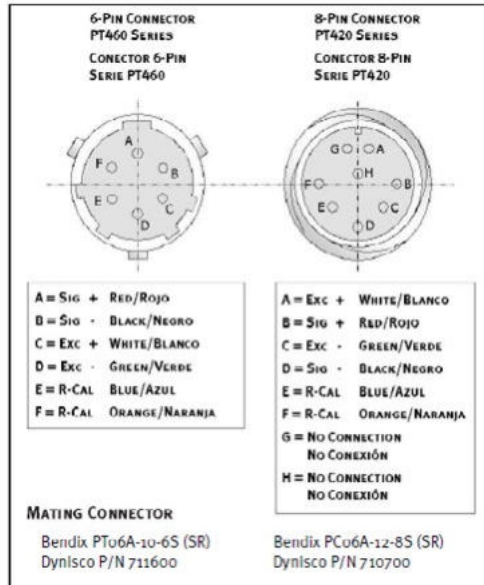 6-Pin Connector
PT460 Series
Conector 6-Pin
Serie PT460
A
F
B
E
C
D
A = Sig + Red/Rojo
B = Sig - Black/Negro
C = Exc + White/Blanco
D = Exc - Green/Verde
E = R-Cal Blue/Azul
F = R-Cal Orange/Naranja
8-Pin Connector
PT420 Series
Conector 8-Pin
Serie PT420
G A
H
F B
E C
D
A = Exc + White/Blanco
B = Sig + Red/Rojo
C = Exc - Green/Verde
D = Sig - Black/Negro
E = R-Cal Blue/Azul
F = R-Cal Orange/Naranja
G = No Connection
No Conexión
H = No Connection
No Conexión
Mating Connector
Bendix PT06A-10-6S (SR)
Dynisco P/N 711600
Bendix PC06A-12-8S (SR)
Dynisco P/N 710700